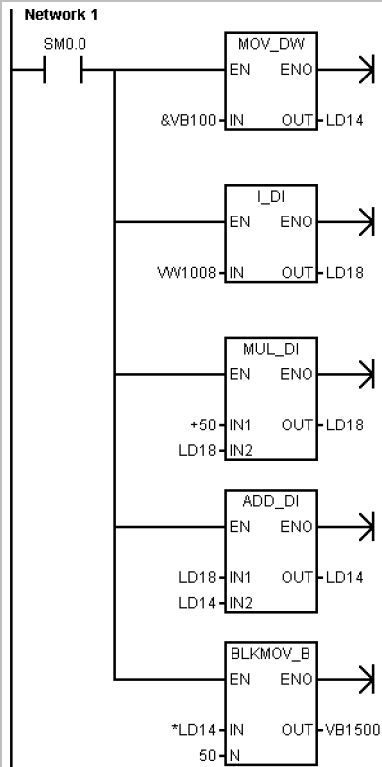 Network 1
SM0.0
MOV_DW
EN ENO
&VB100 IN OUT LD14
I_DI
EN ENO
VW1008 IN OUT LD18
MUL_DI
EN ENO
+50 IN1 OUT LD18
LD18 IN2
ADD_DI
EN ENO
LD18 IN1 OUT LD14
LD14 IN2
BLKMOV_B
EN ENO
*LD14 IN OUT VB1500
50 N